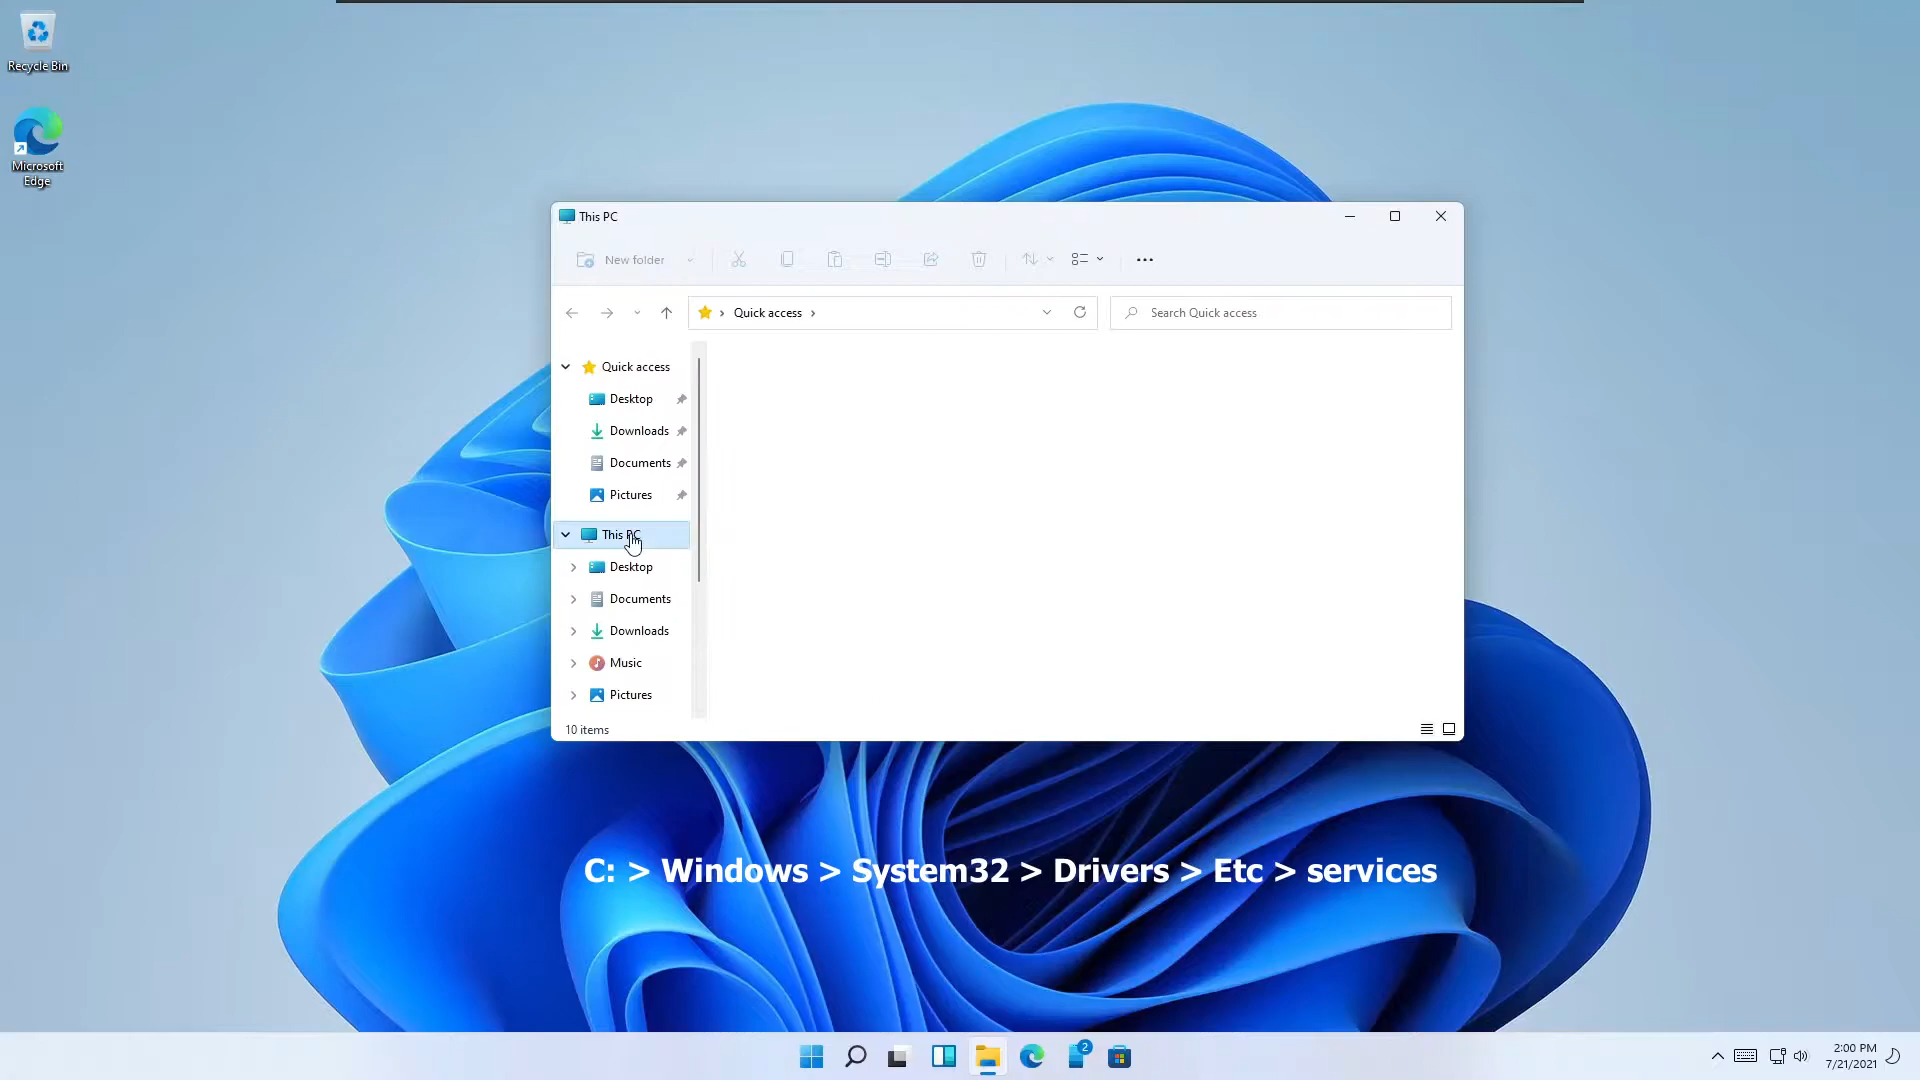 Recycle Bin
Microsoft
Edge
This PC
New folder
Quick access
Search Quick access
Quick access
Desktop
Downloads
Documents
Pictures
This PC
Desktop
Documents
Downloads
Music
Pictures
10 items
C: > Windows > System32 > Drivers > Etc > services
2
2:00 PM
7/21/2021